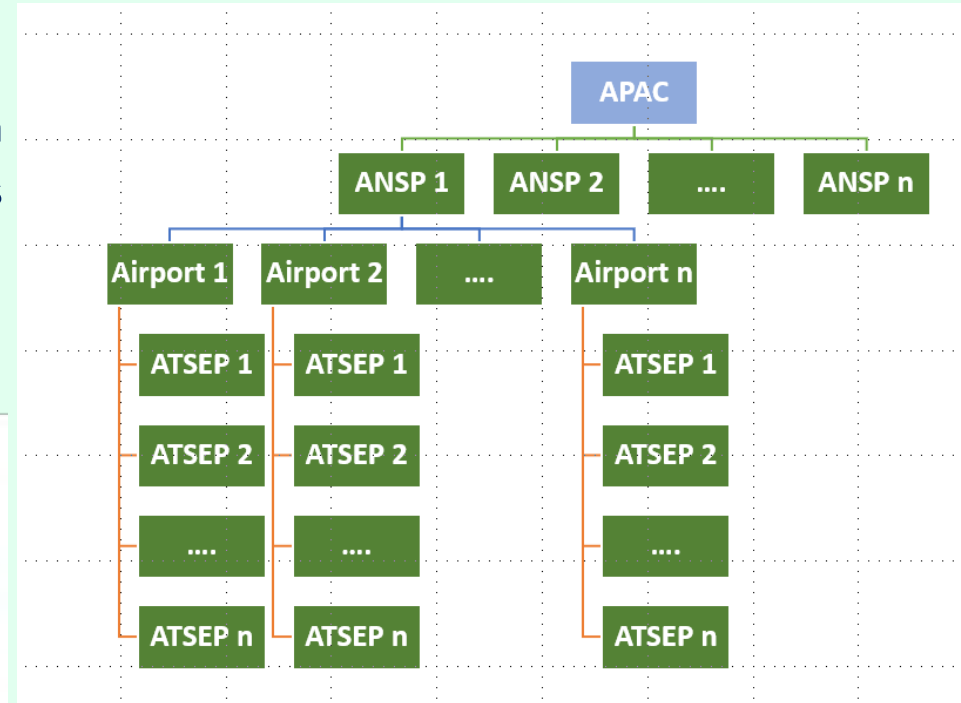 APAC
ANSP 1 ANSP 2 .... ANSP n
Airport 1 Airport 2 .... Airport n
ATSEP 1 ATSEP 1 ATSEP 1
ATSEP 2 ATSEP 2 ATSEP 2
.... .... ....
ATSEP n ATSEP n ATSEP n